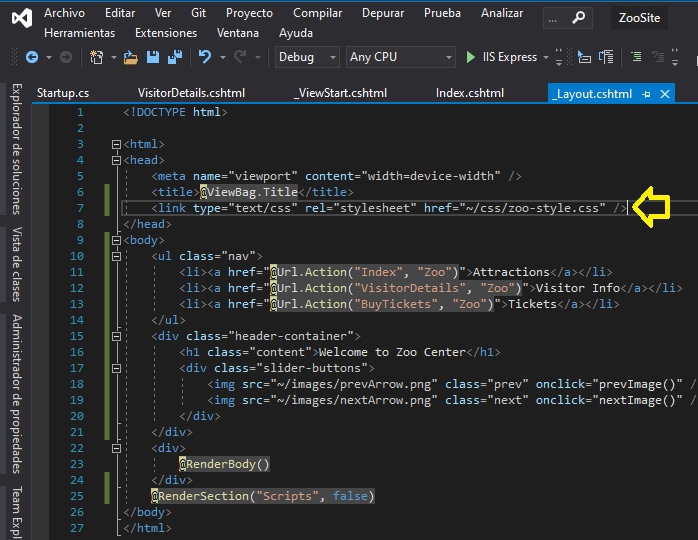 Archivo Editar Ver Git Proyecto Compilar Depurar Prueba Analizar ... ZooSite
Herramientas Extensiones Ventana Ayuda
Debug Any CPU IIS Express
Explorador de soluciones
Vista de clases
Administrador de propiedades
Team Expl
Startup.cs VisitorDetails.cshtml _ViewStart.cshtml Index.cshtml _Layout.cshtml
1 <!DOCTYPE html>
2
3 <html>
4 <head>
5 <meta name="viewport" content="width=device-width" />
6 <title>@ViewBag.Title</title>
7 <link type="text/css" rel="stylesheet" href="~/css/zoo-style.css" />
8 </head>
9 <body>
10 <ul class="nav">
11 <li><a href="@Url.Action("Index", "Zoo")">Attractions</a></li>
12 <li><a href="@Url.Action("VisitorDetails", "Zoo")">Visitor Info</a></li>
13 <li><a href="@Url.Action("BuyTickets", "Zoo")">Tickets</a></li>
14 </ul>
15 <div class="header-container">
16 <h1 class="content">Welcome to Zoo Center</h1>
17 <div class="slider-buttons">
18 <img src="~/images/prevArrow.png" class="prev" onclick="prevImage()" /
19 <img src="~/images/nextArrow.png" class="next" onclick="nextImage()" /
20 </div>
21 </div>
22 <div>
23 @RenderBody()
24 </div>
25 @RenderSection("Scripts", false)
26 </body>
27 </html>